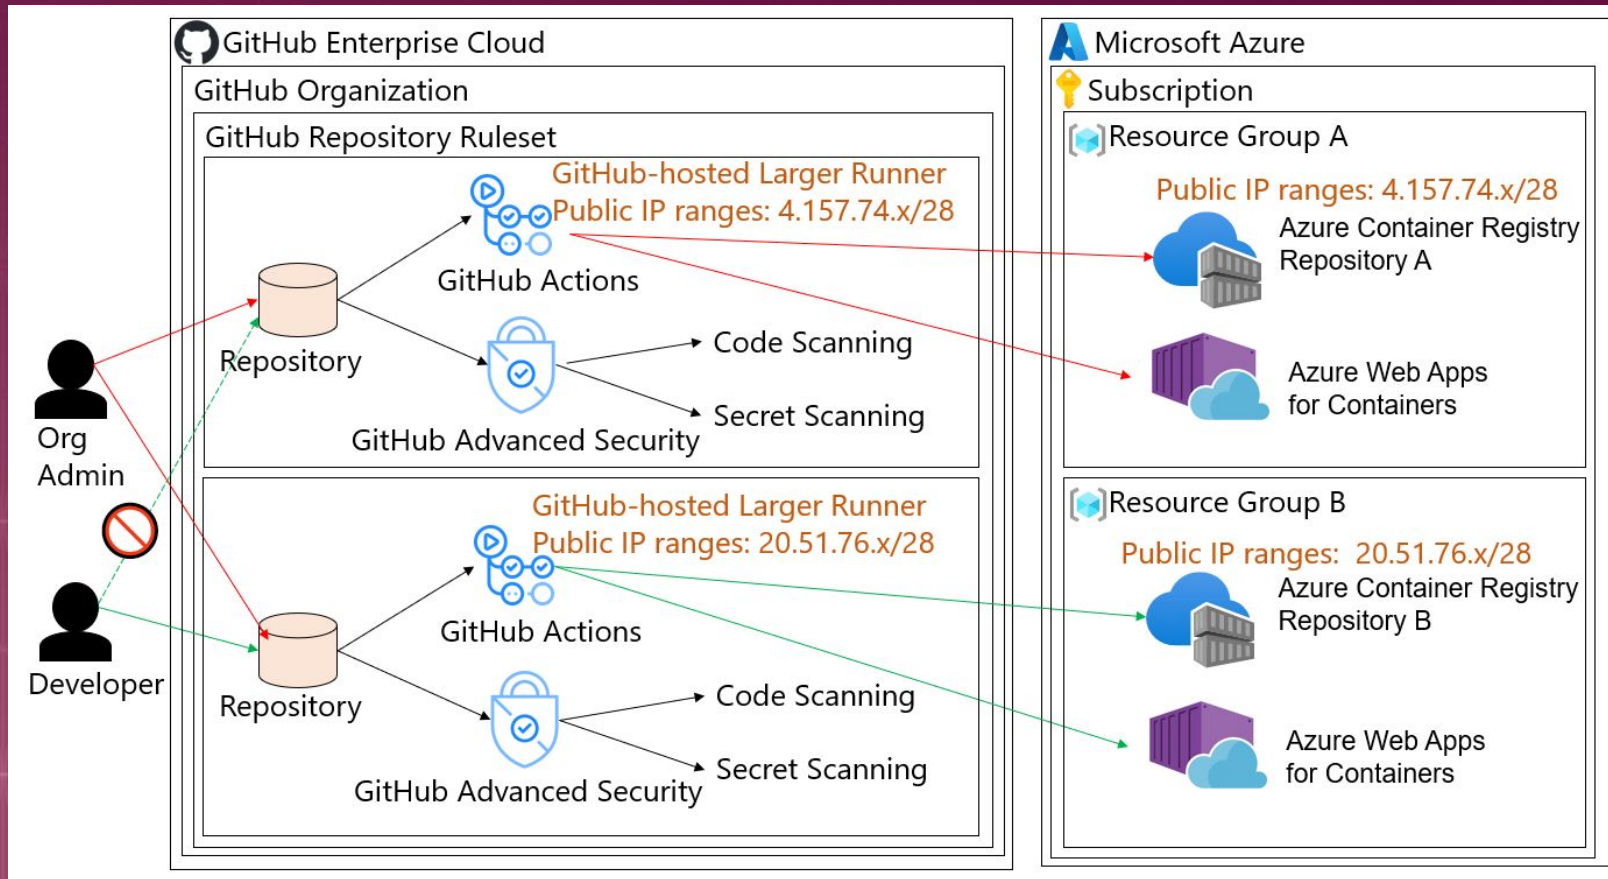 GitHub Enterprise Cloud
GitHub Organization
GitHub Repository Ruleset
GitHub-hosted Larger Runner
Public IP ranges: 4.157.74.x/28
GitHub Actions
Repository
Code Scanning
Secret Scanning
GitHub Advanced Security
GitHub-hosted Larger Runner
Public IP ranges: 20.51.76.x/28
GitHub Actions
Repository
Code Scanning
Secret Scanning
GitHub Advanced Security
Org
Admin
Developer
Microsoft Azure
Subscription
Resource Group A
Public IP ranges: 4.157.74.x/28
Azure Container Registry
Repository A
Azure Web Apps
for Containers
Resource Group B
Public IP ranges: 20.51.76.x/28
Azure Container Registry
Repository B
Azure Web Apps
for Containers